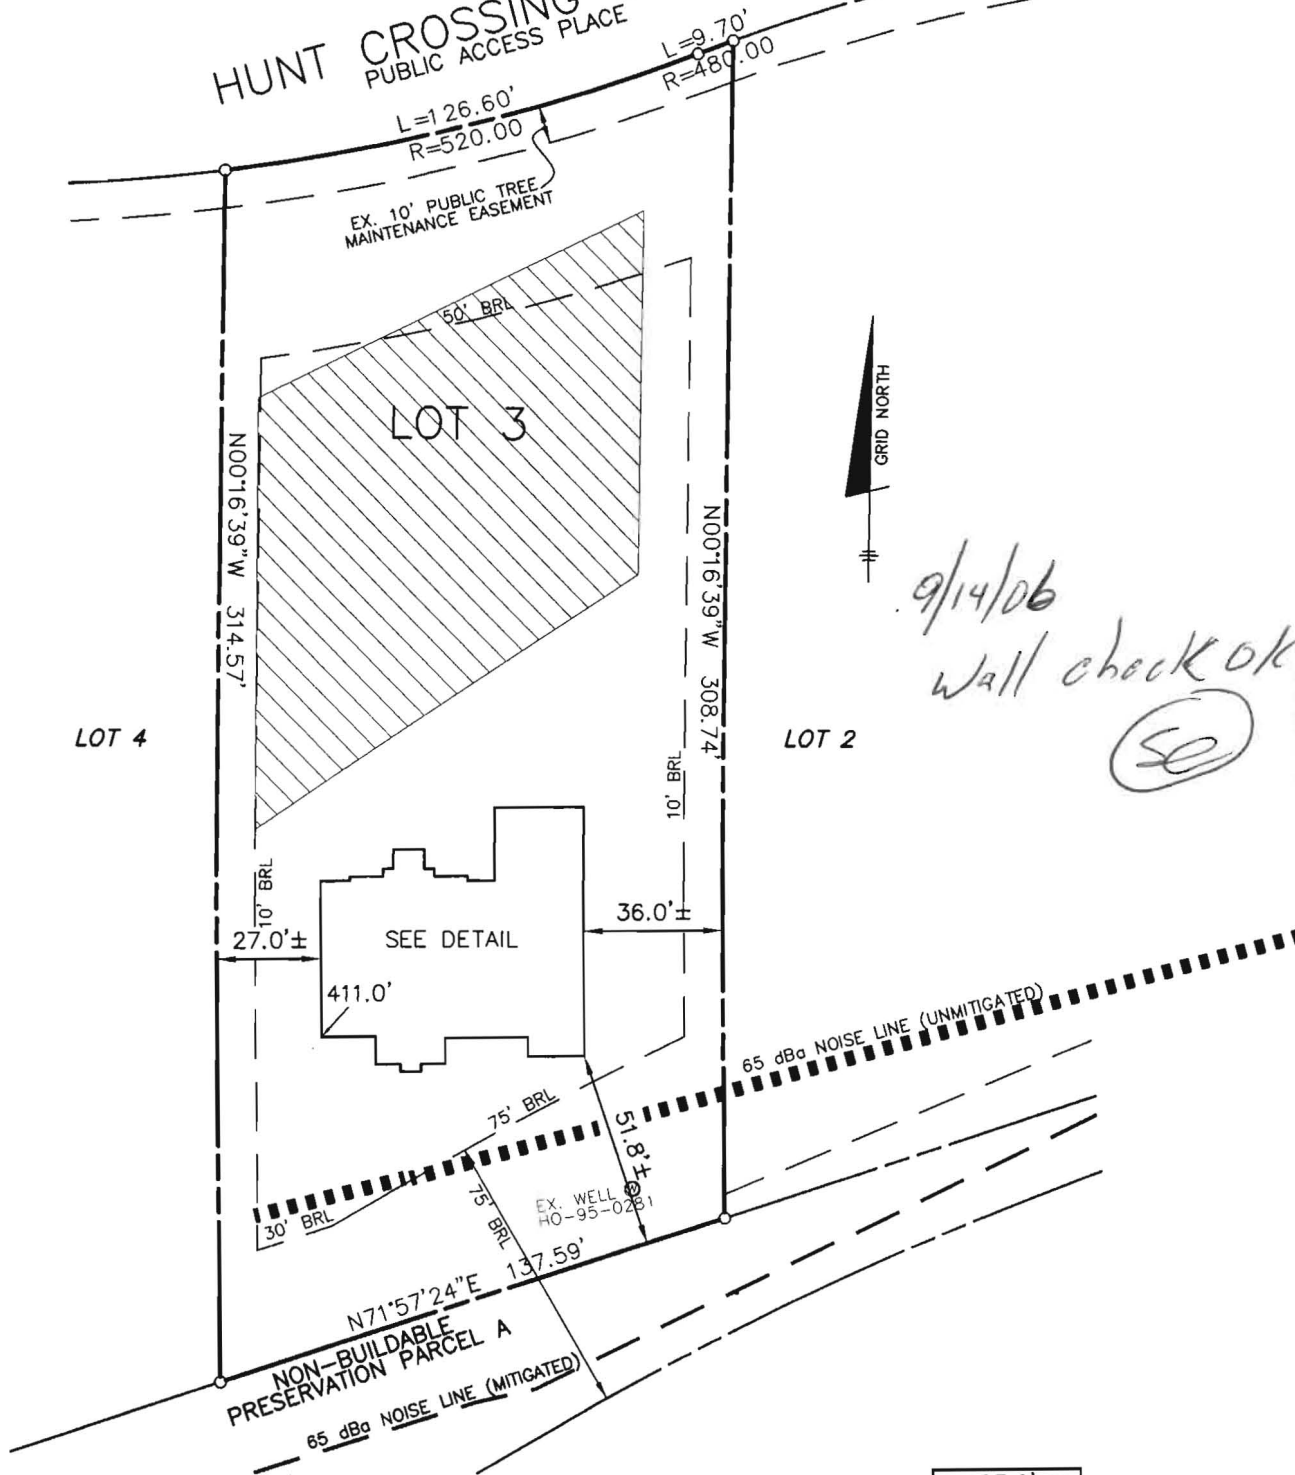 HUNT CROSSING
PUBLIC ACCESS PLACE
L=9.70'
R=480.00
L=126.60'
R=520.00
EX. 10' PUBLIC TREE
MAINTENANCE EASEMENT
50' BRL
LOT 3
GRID NORTH
N00°16'39"W 314.57'
N00°16'39"W 308.74'
9/14/06
Wall check OK
LOT 4
LOT 2
10' BRL
10' BRL
27.0'±
SEE DETAIL
36.0'±
411.0'
65 dBa NOISE LINE (UNMITIGATED)
75' BRL
51.8'±
EX. WELL
HO-95-0281
75' BRL
30' BRL
N71°57'24"E 137.59'
NON-BUILDABLE
PRESERVATION PARCEL A
65 dBa NOISE LINE (MITIGATED)